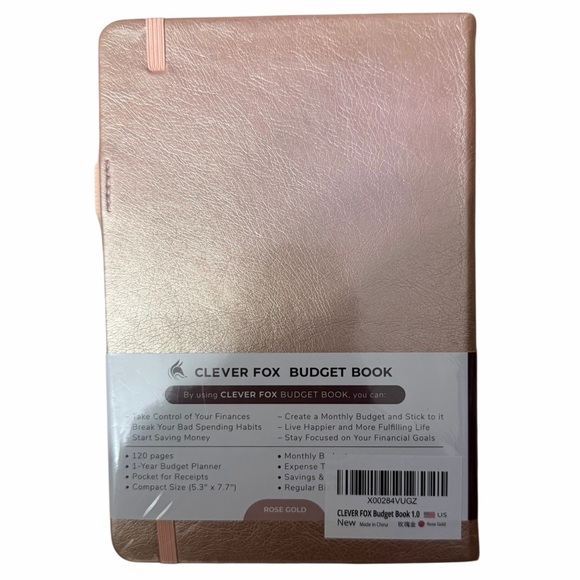 CLEVER FOX BUDGET BOOK
By using CLEVER FOX BUDGET BOOK, you can:
– Take Control of Your Finances
– Break Your Bad Spending Habits
– Start Saving Money
– Create a Monthly Budget and Stick to it
– Live Happier and More Fulfilling Life
– Stay Focused on Your Financial Goals
• 120 pages
• 1-Year Budget Planner
• Pocket for Receipts
• Compact Size (5.3" x 7.7")
• Monthly
• Expense
• Savings &
• Regular
ROSE GOLD
X00284VUGZ
CLEVER FOX Budget Book 1.0 US
New Made in China 玫瑰金 Rose Gold